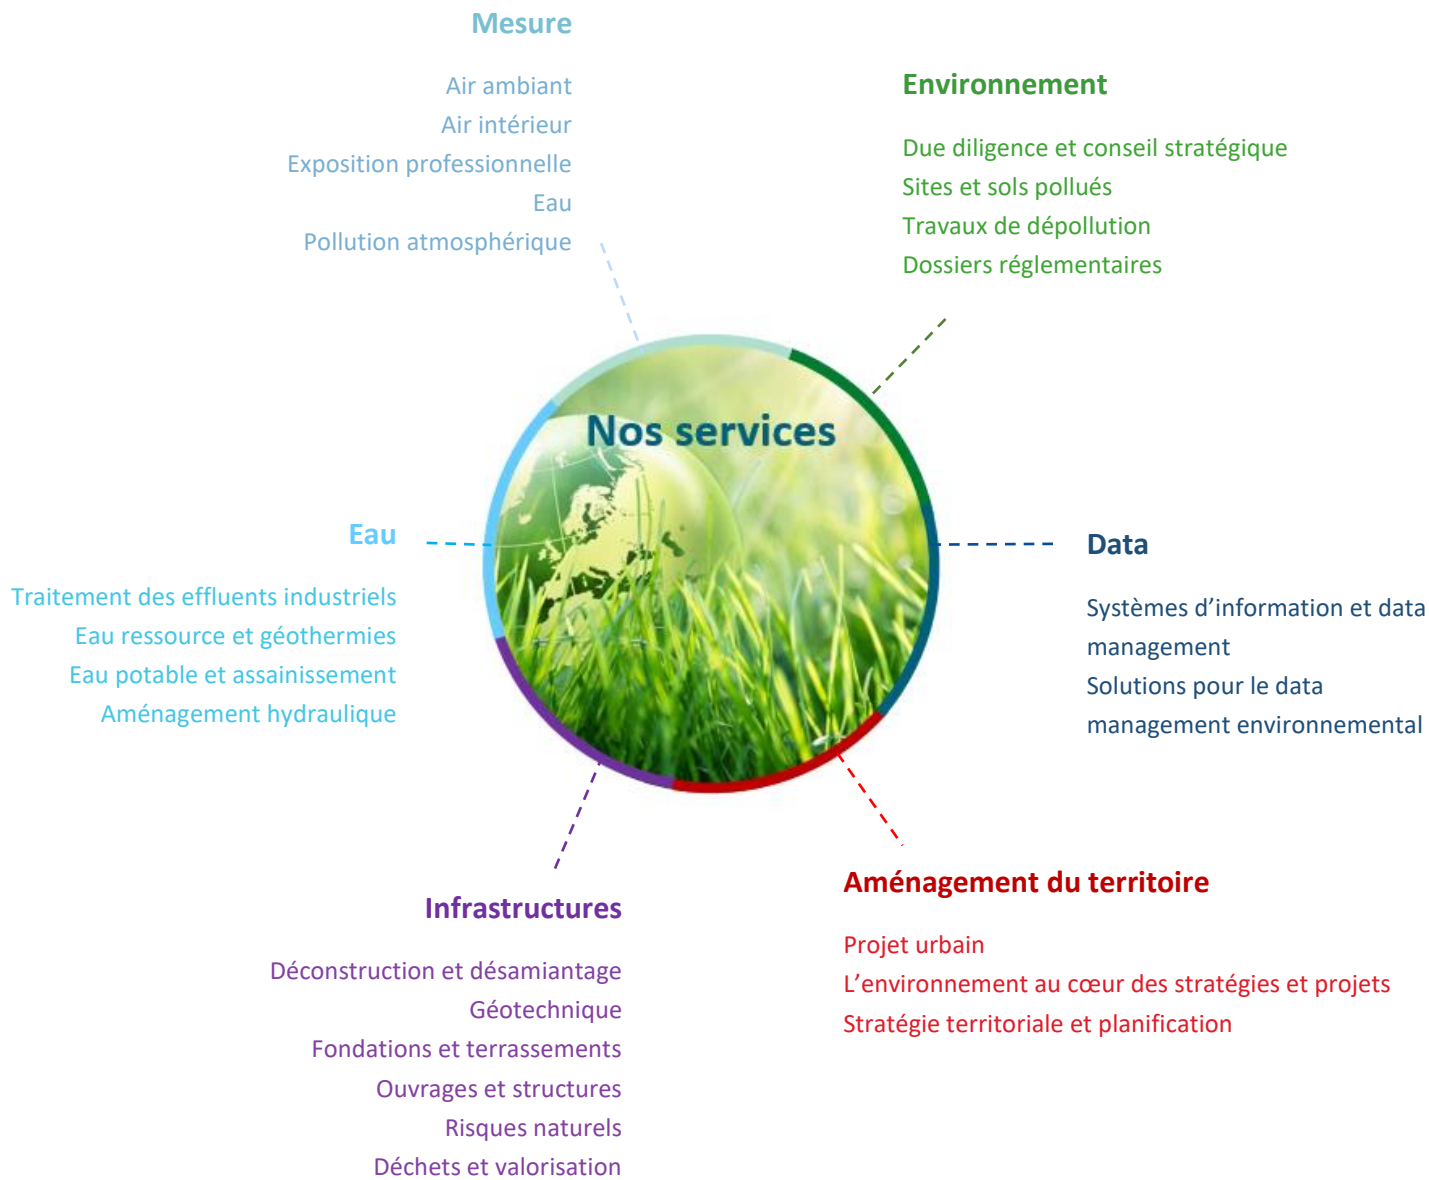 Mesure
Air ambiant
Air intérieur
Exposition professionnelle
Eau
Pollution atmosphérique
Environnement
Due diligence et conseil stratégique
Sites et sols pollués
Travaux de dépollution
Dossiers réglementaires
Nos services
Eau
Traitement des effluents industriels
Eau ressource et géothermies
Eau potable et assainissement
Aménagement hydraulique
Data
Systèmes d’information et data
management
Solutions pour le data
management environnemental
Infrastructures
Déconstruction et désamiantage
Géotechnique
Fondations et terrassements
Ouvrages et structures
Risques naturels
Déchets et valorisation
Aménagement du territoire
Projet urbain
L’environnement au cœur des stratégies et projets
Stratégie territoriale et planification